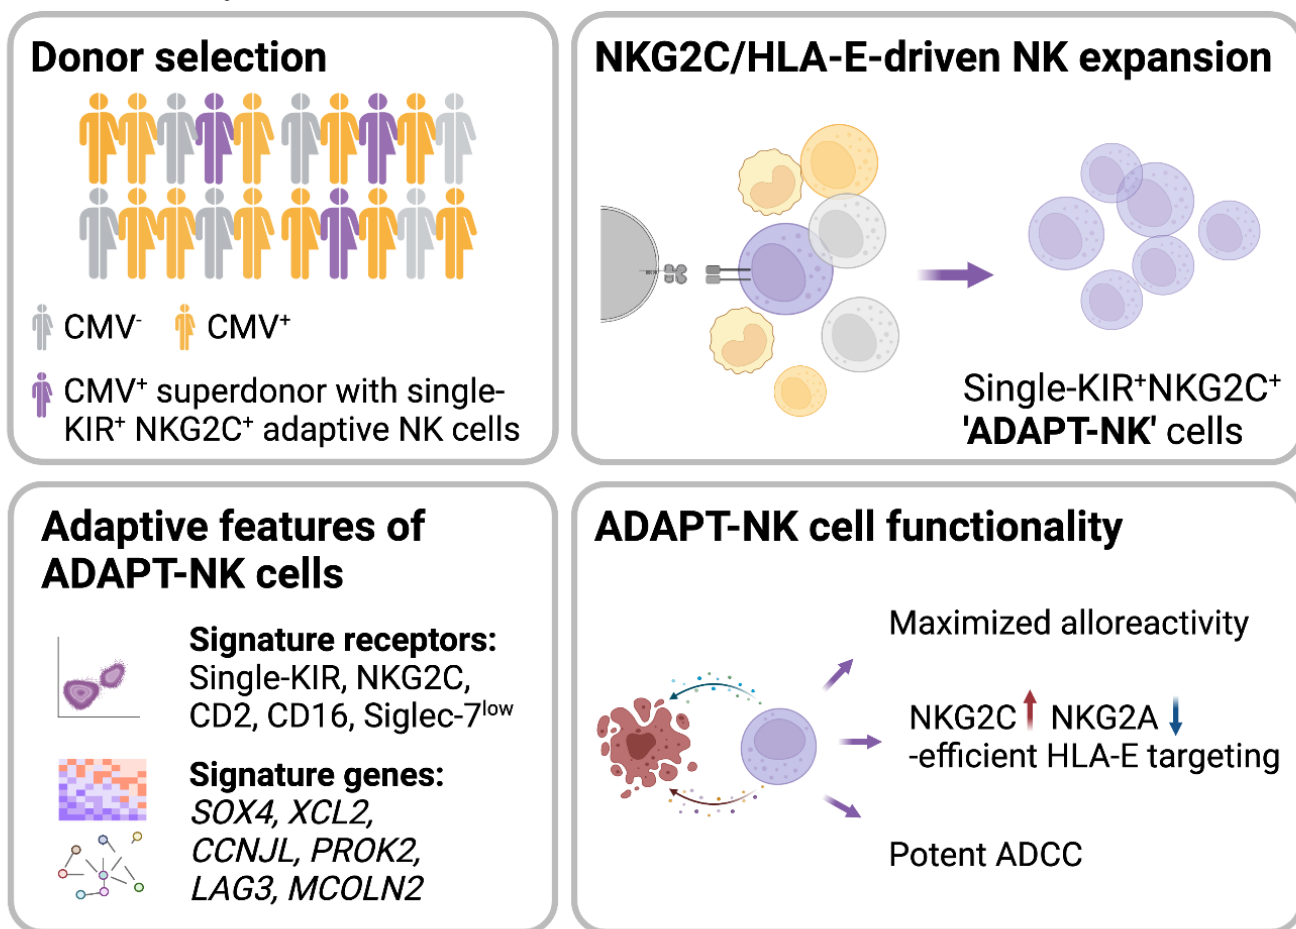 Donor selection
CMV⁻ CMV⁺
CMV⁺ superdonor with single-
KIR⁺ NKG2C⁺ adaptive NK cells
NKG2C/HLA-E-driven NK expansion
Single-KIR⁺NKG2C⁺
'ADAPT-NK' cells
Adaptive features of
ADAPT-NK cells
Signature receptors:
Single-KIR, NKG2C,
CD2, CD16, Siglec-7ˡᵒʷ
Signature genes:
SOX4, XCL2,
CCNJL, PROK2,
LAG3, MCOLN2
ADAPT-NK cell functionality
Maximized alloreactivity
NKG2C NKG2A
-efficient HLA-E targeting
Potent ADCC